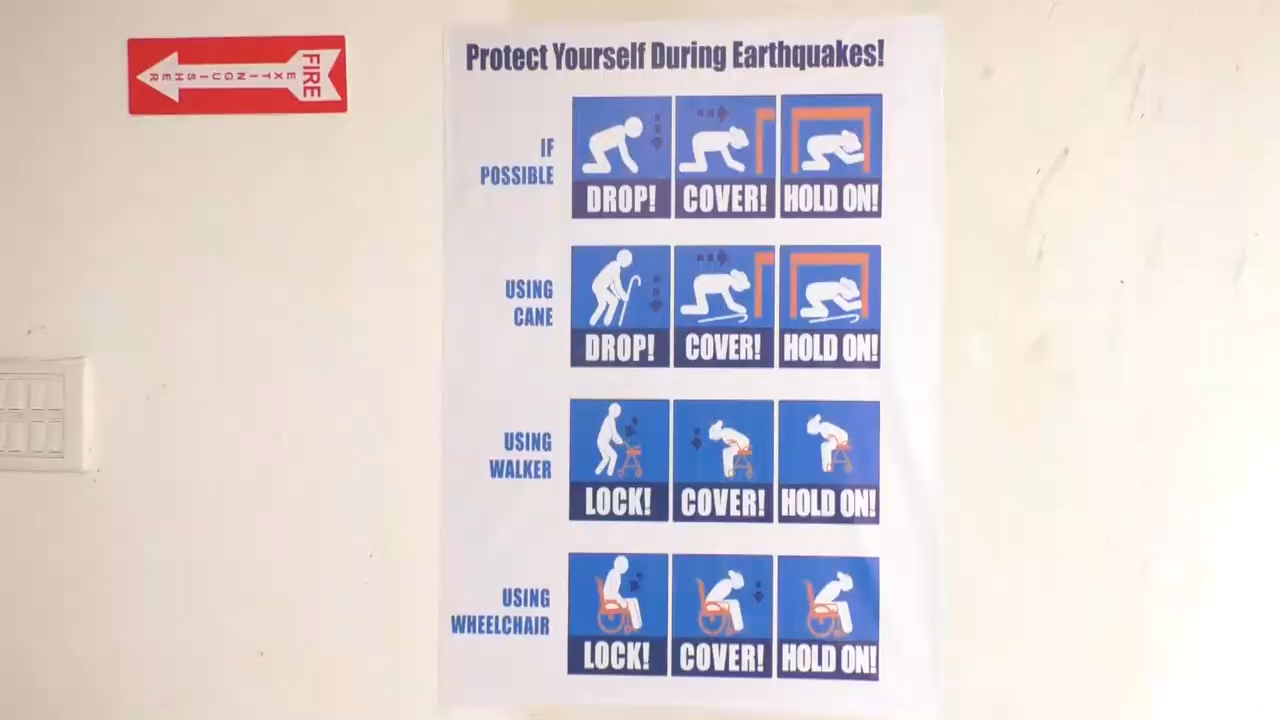 FIRE
EXTINGUISHER
Protect Yourself During Earthquakes!
IF
POSSIBLE
DROP! COVER! HOLD ON!
USING
CANE
DROP! COVER! HOLD ON!
USING
WALKER
LOCK! COVER! HOLD ON!
USING
WHEELCHAIR
LOCK! COVER! HOLD ON!